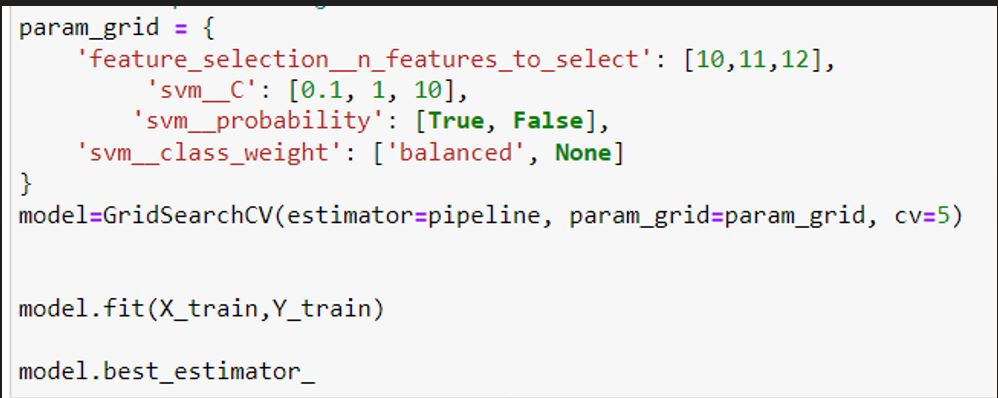 param_grid = {
    'feature_selection__n_features_to_select': [10,11,12],
         'svm__C': [0.1, 1, 10],
        'svm__probability': [True, False],
    'svm__class_weight': ['balanced', None]
}
model=GridSearchCV(estimator=pipeline, param_grid=param_grid, cv=5)
model.fit(X_train,Y_train)
model.best_estimator_